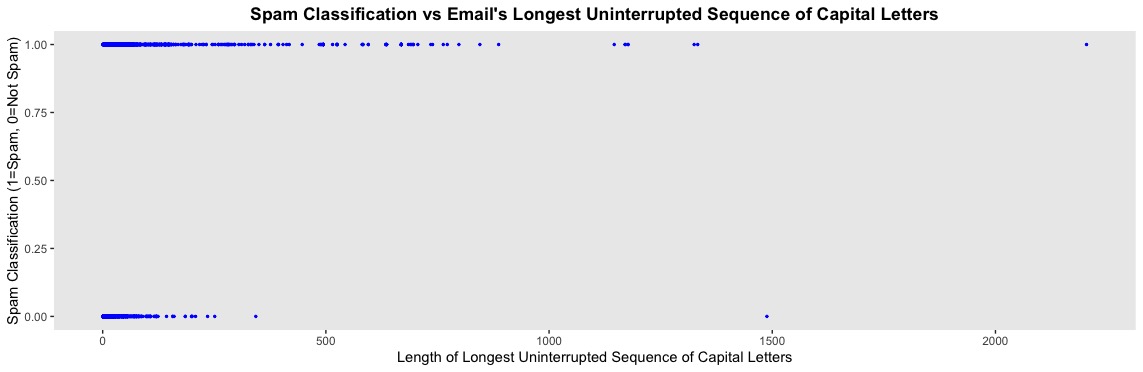 Spam Classification vs Email's Longest Uninterrupted Sequence of Capital Letters
Spam Classification (1=Spam, 0=Not Spam)
1.00
0.75
0.50
0.25
0.00
0 500 1000 1500 2000
Length of Longest Uninterrupted Sequence of Capital Letters